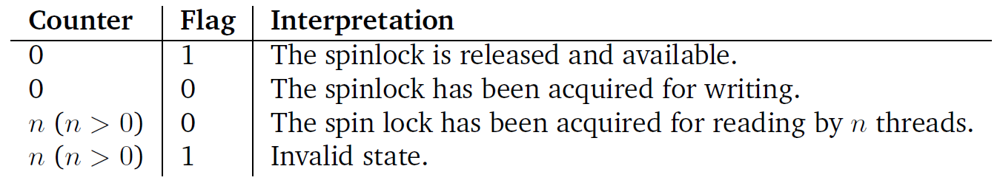 Counter Flag Interpretation
0 1 The spinlock is released and available.
0 0 The spinlock has been acquired for writing.
n (n > 0) 0 The spin lock has been acquired for reading by n threads.
n (n > 0) 1 Invalid state.